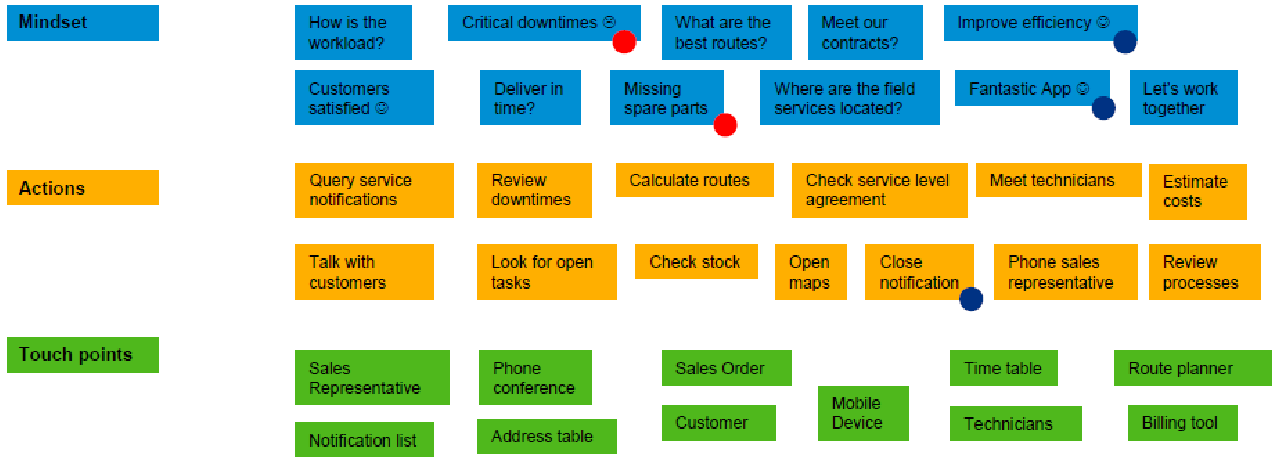 Mindset
How is the
workload?
Critical downtimes ☹
What are the
best routes?
Meet our
contracts?
Improve efficiency ☺
Customers
satisfied ☺
Deliver in
time?
Missing
spare parts
Where are the field
services located?
Fantastic App ☺
Let's work
together
Actions
Query service
notifications
Review
downtimes
Calculate routes
Check service level
agreement
Meet technicians
Estimate
costs
Talk with
customers
Look for open
tasks
Check stock
Open
maps
Close
notification
Phone sales
representative
Review
processes
Touch points
Sales
Representative
Phone
conference
Sales Order
Mobile
Device
Time table
Route planner
Notification list
Address table
Customer
Technicians
Billing tool